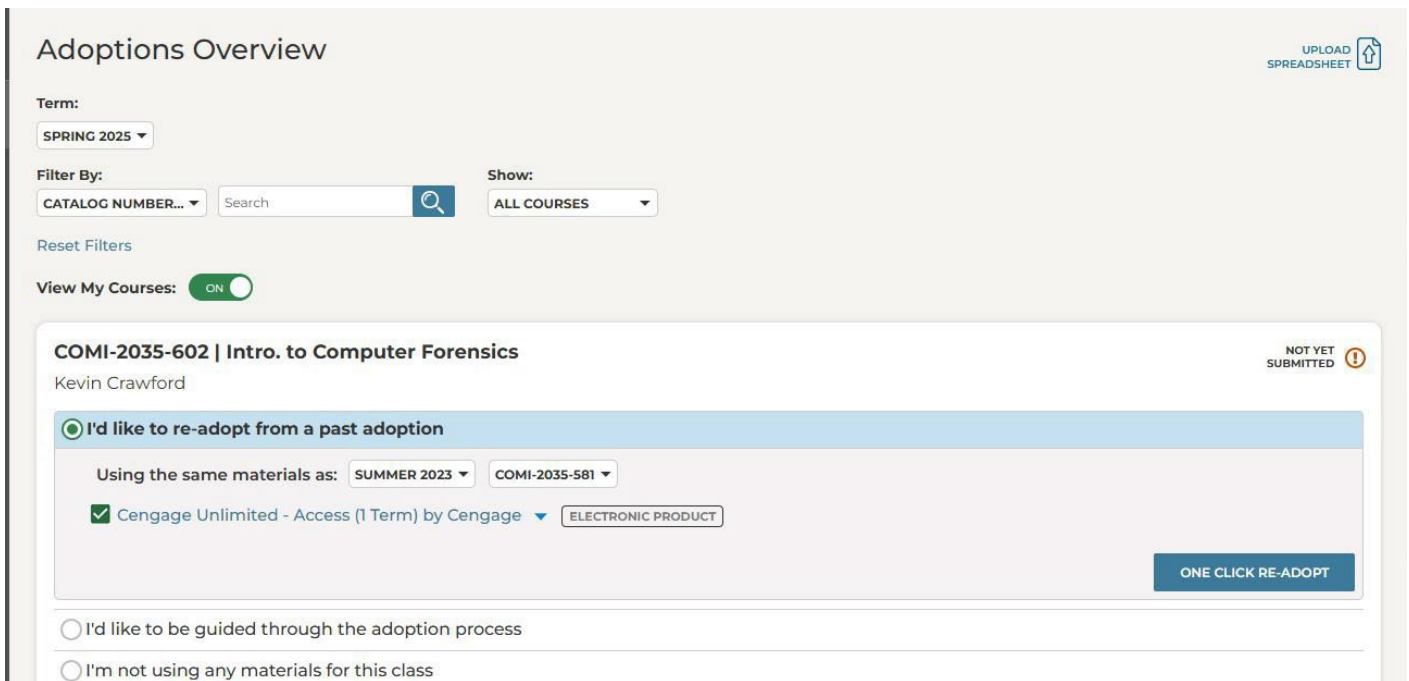 Adoptions Overview
UPLOAD
SPREADSHEET
Term:
SPRING 2025
Filter By:
Show:
CATALOG NUMBER...
Search
ALL COURSES
Reset Filters
View My Courses:
ON
COMI-2035-602 | Intro. to Computer Forensics
NOT YET
SUBMITTED
Kevin Crawford
I'd like to re-adopt from a past adoption
Using the same materials as: SUMMER 2023 COMI-2035-581
Cengage Unlimited - Access (1 Term) by Cengage ELECTRONIC PRODUCT
ONE CLICK RE-ADOPT
I'd like to be guided through the adoption process
I'm not using any materials for this class